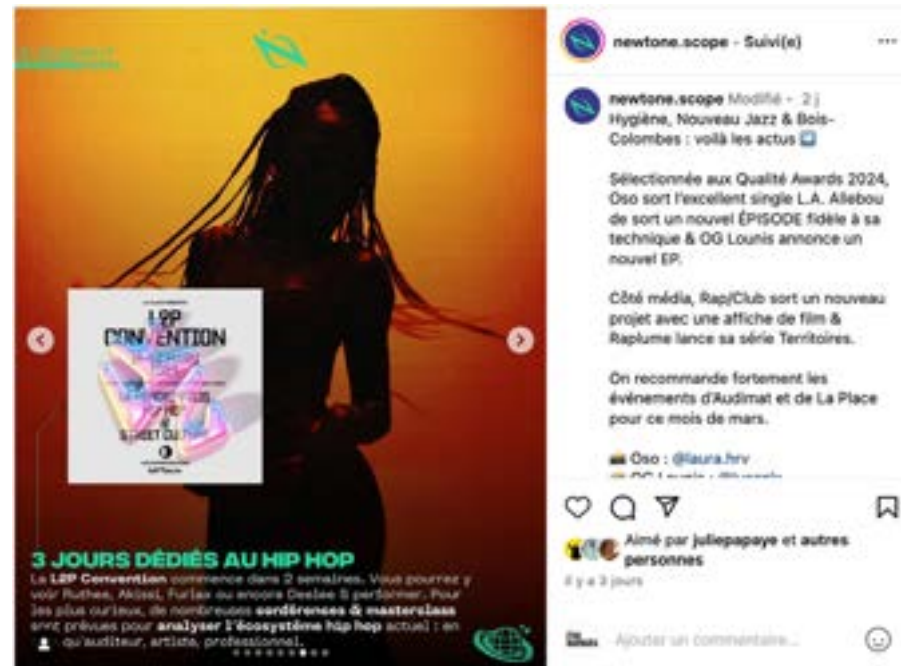 L2P
CONVENTION
STREET CULTURE
3 JOURS DÉDIÉS AU HIP HOP
La L2P Convention commence dans 2 semaines. Vous pourrez y
voir Ruthee, Akissi, Furlax ou encore Deelee S performer. Pour
les plus curieux, de nombreuses conférences & masterclass
sont prévues pour analyser l'écosystème hip hop actuel : en
qu'auditeur, artiste, professionnel.
newtone.scope - Suivi(e)
newtone.scope Modifié - 2 j
Hygiène, Nouveau Jazz & Bois-
Colombes : voilà les actus ➡️
Sélectionnée aux Qualité Awards 2024,
Oso sort l'excellent single L.A. Allebou
de sort un nouvel ÉPISODE fidèle à sa
technique & OG Lounis annonce un
nouvel EP.
Côté média, Rap/Club sort un nouveau
projet avec une affiche de film &
Raplume lance sa série Territoires.
On recommande fortement les
événements d'Audimat et de La Place
pour ce mois de mars.
📸 Oso : @laura.hrv
OG Lounis :
Aimé par juliepapaye et autres
personnes
il y a 3 jours
Ajouter un commentaire...